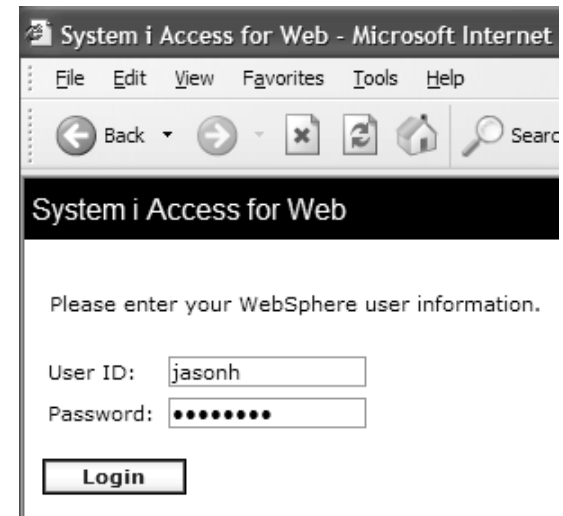 System i Access for Web - Microsoft Internet
File Edit View Favorites Tools Help
Back Searc
System i Access for Web
Please enter your WebSphere user information.
User ID: jasonh
Password: ••••••••
Login